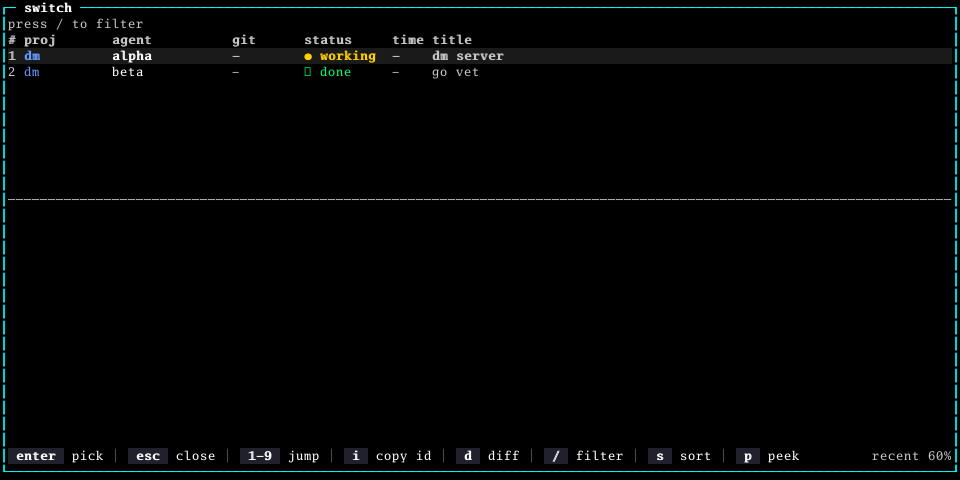 switch
press / to filter
# proj agent git status time title
1 dm alpha – ● working – dm server
2 dm beta – done – go vet
enter pick │ esc close │ 1–9 jump │ i copy id │ d diff │ / filter │ s sort │ p peek recent 60%